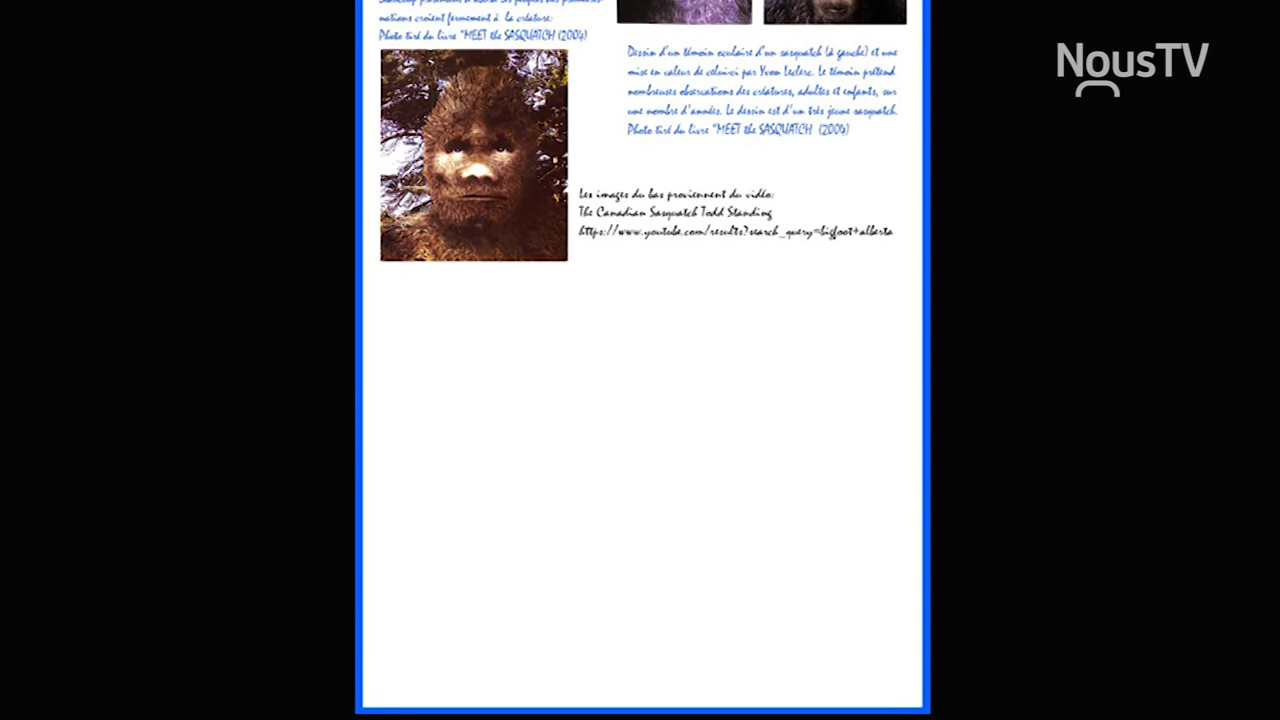 nations croient fermement à la créature:
Photo tiré du livre "MEET the SASQUATCH (2004)
Dessin d'un témoin oculaire d'un sasquatch (à gauche) et une
mise en valeur de celui-ci par Yvon Leclerc. Le témoin prétend
nombreuses observations des créatures, adultes et enfants, sur
une nombre d'années. Le dessin est d'un très jeune sasquatch.
Photo tiré du livre "MEET the SASQUATCH (2004)
Les images du bas proviennent du vidéo:
The Canadian Sasquatch Todd Standing
https://www.youtube.com/results?search_query=bigfoot+alberta
NousTV